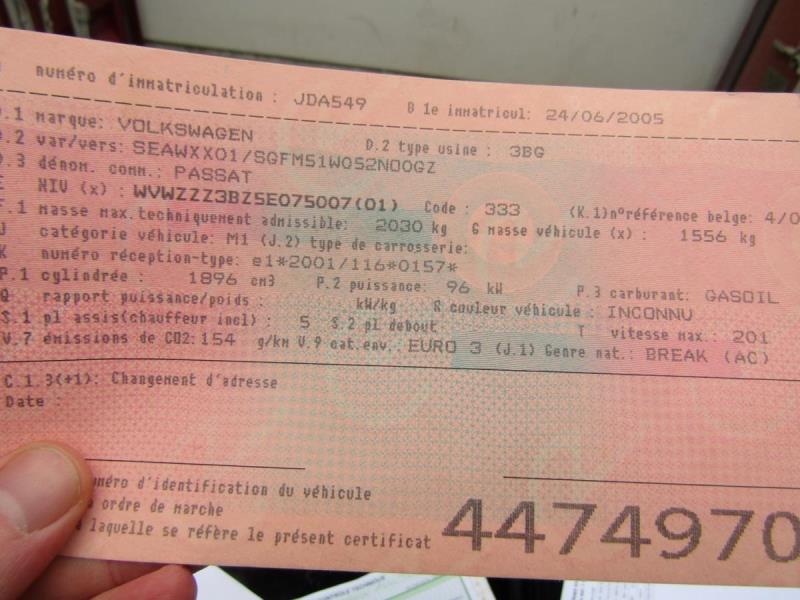 numéro d'immatriculation : JDA549 B 1e immatricul: 24/06/2005
D.1 marque: VOLKSWAGEN D.2 type usine : 3BG
D.2 var/vers: SEAWXX01/SGFM51W052N0OGZ
D.3 dénom. comm.: PASSAT
E NIV (x) : WVWZZZ3BZ5E075007(01) Code : 333 (K.1)n°référence belge: 4/0
F.1 masse max.techniquement admissible: 2030 kg G masse véhicule (x) : 1556 kg
J catégorie véhicule: M1 (J.2) type de carrosserie:
K numéro réception-type: e1*2001/116*0157*
P.1 cylindrée : 1896 cm3 P.2 puissance: 96 kW P.3 carburant: GASOIL
Q rapport puissance/poids : kW/kg R couleur véhicule : INCONNU
S.1 pl assis(chauffeur incl) : 5 S.2 pl debout T vitesse max.: 201
V.7 émissions de CO2: 154 g/km V.9 cat.env.: EURO 3 (J.1) Genre nat.: BREAK (AC)
C.1 3(+1): Changement d'adresse
Date :
numéro d'identification du véhicule
ordre de marche
laquelle se réfère le présent certificat 4474970